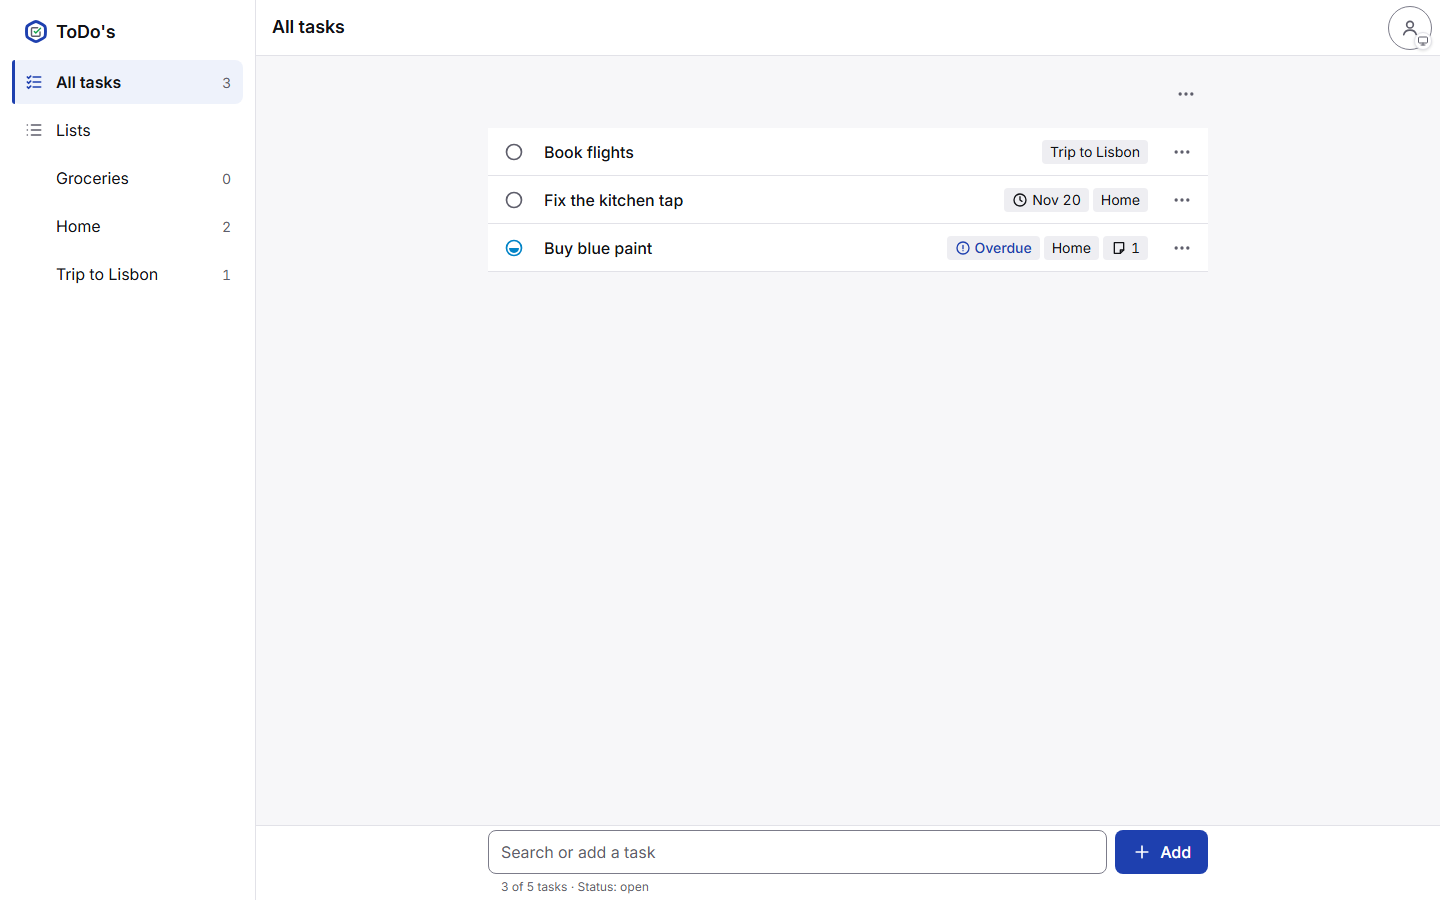 ToDo's
All tasks 3
Lists
Groceries 0
Home 2
Trip to Lisbon 1
All tasks
Book flights Trip to Lisbon
Fix the kitchen tap Nov 20 Home
Buy blue paint Overdue Home 1
Search or add a task
Add
3 of 5 tasks · Status: open